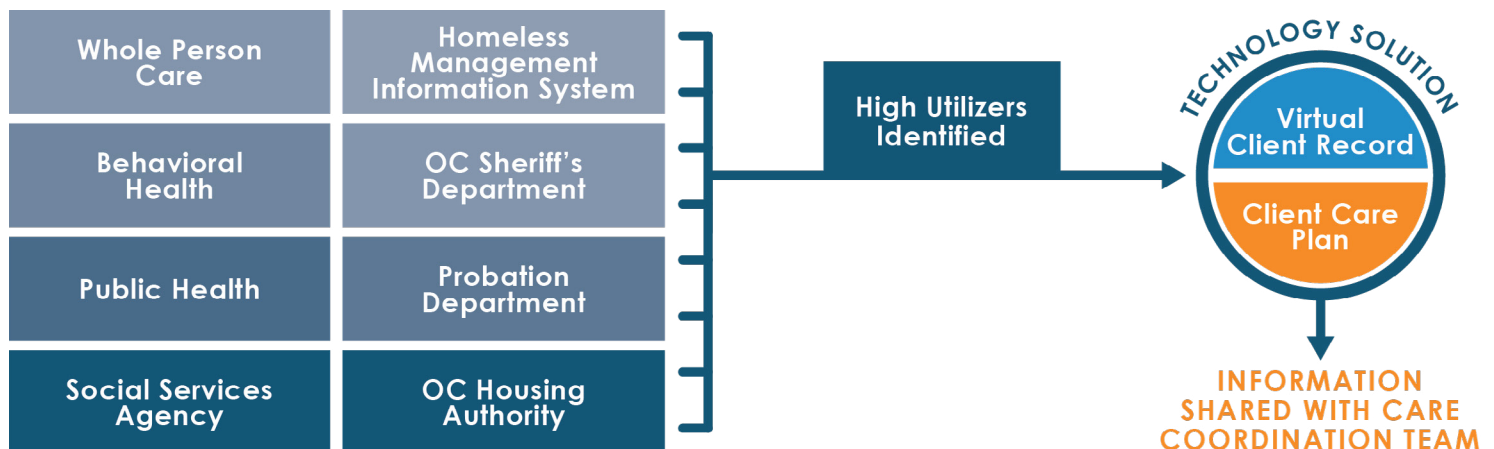 Whole Person
Care
Homeless
Management
Information System
Behavioral
Health
OC Sheriff's
Department
Public Health
Probation
Department
Social Services
Agency
OC Housing
Authority
High Utilizers
Identified
TECHNOLOGY SOLUTION
Virtual
Client Record
Client Care
Plan
INFORMATION
SHARED WITH CARE
COORDINATION TEAM